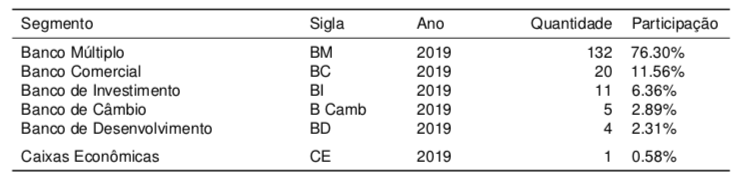 Segmento Sigla Ano Quantidade Participação
Banco Múltiplo BM 2019 132 76.30%
Banco Comercial BC 2019 20 11.56%
Banco de Investimento BI 2019 11 6.36%
Banco de Câmbio B Camb 2019 5 2.89%
Banco de Desenvolvimento BD 2019 4 2.31%
Caixas Econômicas CE 2019 1 0.58%